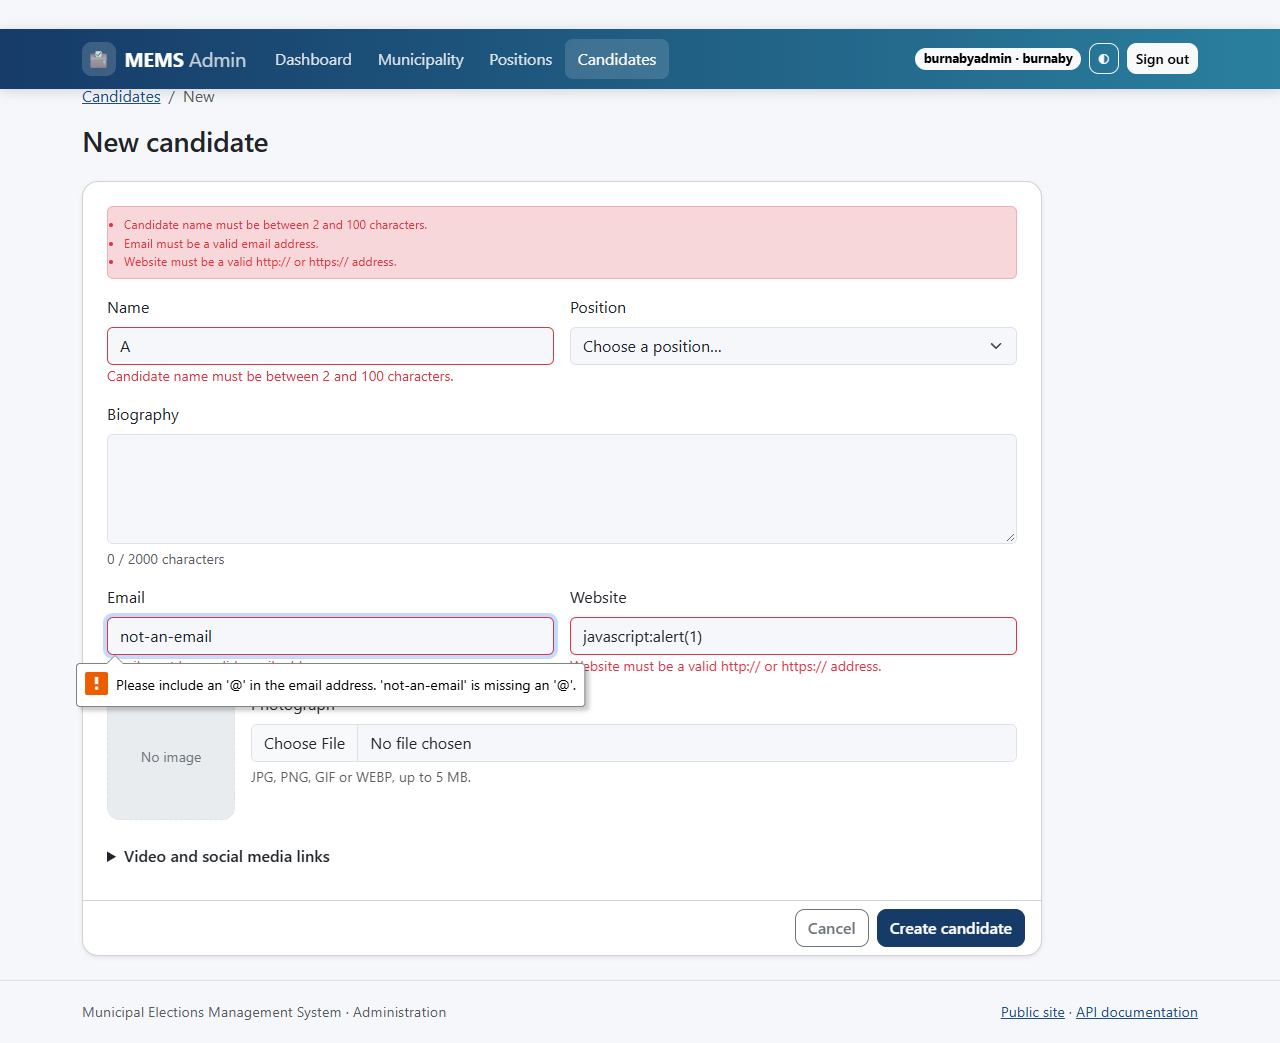 MEMS Admin Dashboard Municipality Positions Candidates burnabyadmin · burnaby Sign out
Candidates / New
New candidate
Candidate name must be between 2 and 100 characters.
Email must be a valid email address.
Website must be a valid http:// or https:// address.
Name Position
A Choose a position...
Candidate name must be between 2 and 100 characters.
Biography
0 / 2000 characters
Email Website
not-an-email javascript:alert(1)
Website must be a valid http:// or https:// address.
Please include an '@' in the email address. 'not-an-email' is missing an '@'.
Photograph
No image Choose File No file chosen
JPG, PNG, GIF or WEBP, up to 5 MB.
Video and social media links
Cancel Create candidate
Municipal Elections Management System · Administration Public site · API documentation